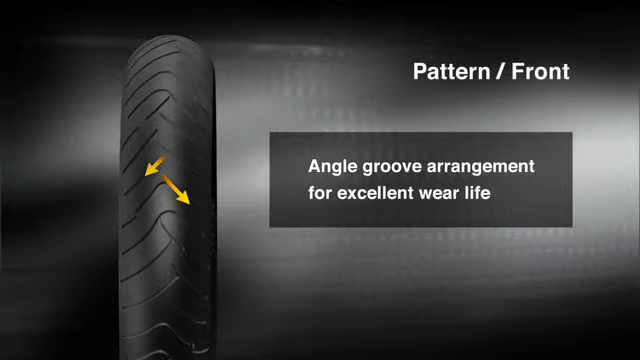 Pattern / Front
Angle groove arrangement
for excellent wear life